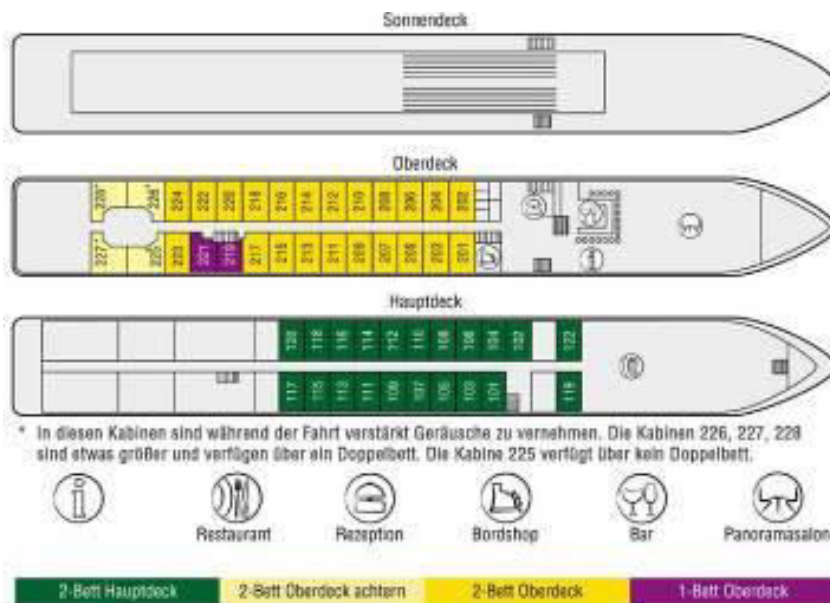 Sonnendeck
Oberdeck
228* 226* 224 222 220 218 216 214 212 210 208 206 204 202
227* 225* 223 221 219 217 215 213 211 209 207 205 203 201
Hauptdeck
120 118 116 114 112 110 108 106 104 102 122
117 115 113 111 109 107 105 103 101 119
* In diesen Kabinen sind während der Fahrt verstärkt Geräusche zu vernehmen. Die Kabinen 226, 227, 228
sind etwas größer und verfügen über ein Doppelbett. Die Kabine 225 verfügt über kein Doppelbett.
i
Restaurant Rezeption Bordshop Bar Panoramasalon
2-Bett Hauptdeck 2-Bett Oberdeck achtern 2-Bett Oberdeck 1-Bett Oberdeck